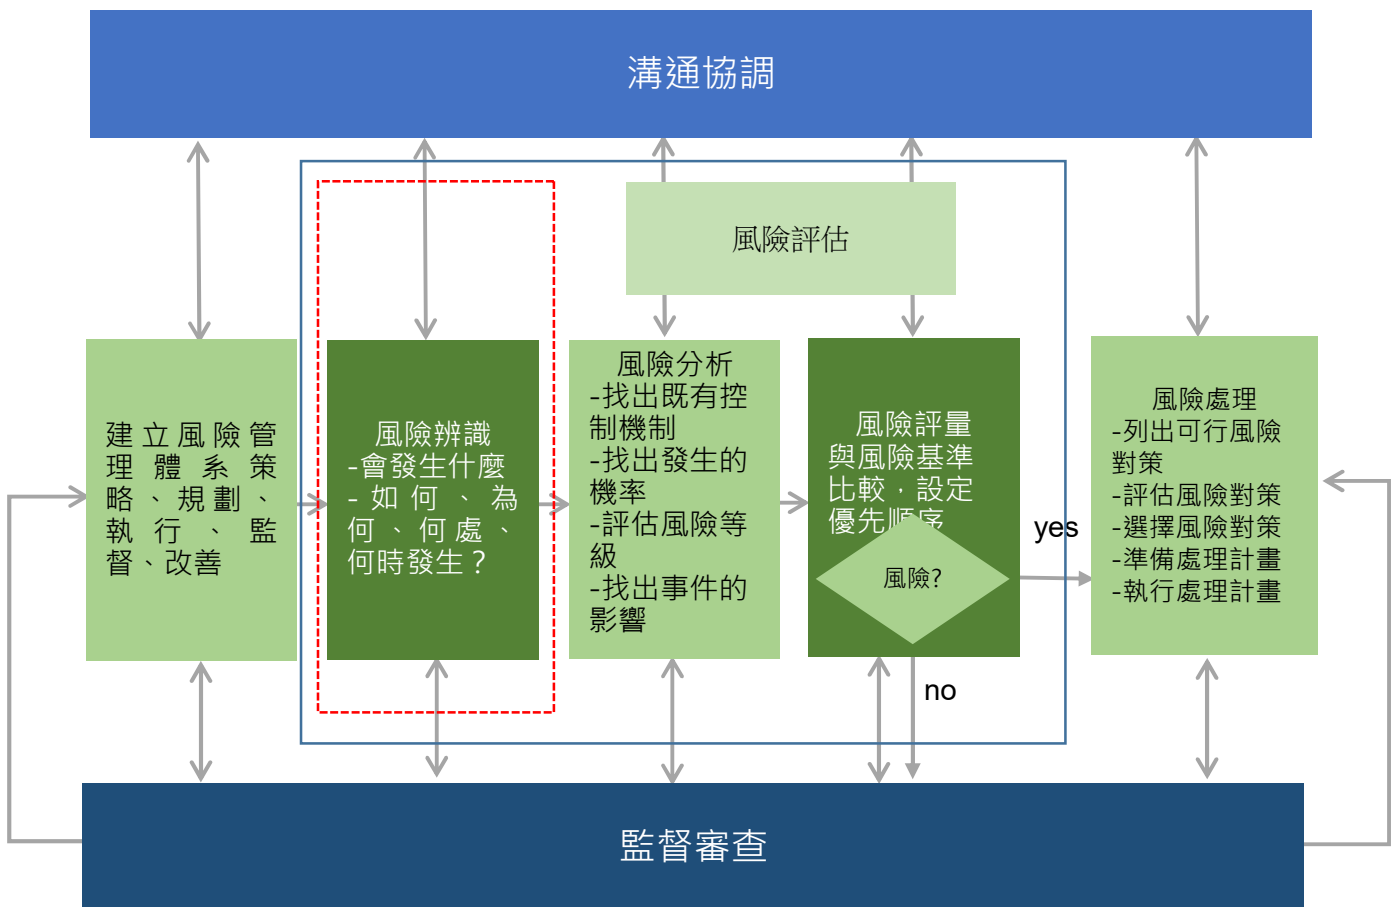 溝通協調
風險評估
建立風險管
理體系策
略、規劃、
執行、監
督、改善
風險辨識
-會發生什麼
-如何、為
何、何處、
何時發生？
風險分析
-找出既有控
制機制
-找出發生的
機率
-評估風險等
級
-找出事件的
影響
風險評量
與風險基準
比較，設定
優先順序
風險?
yes
no
風險處理
-列出可行風險
對策
-評估風險對策
-選擇風險對策
-準備處理計畫
-執行處理計畫
監督審查